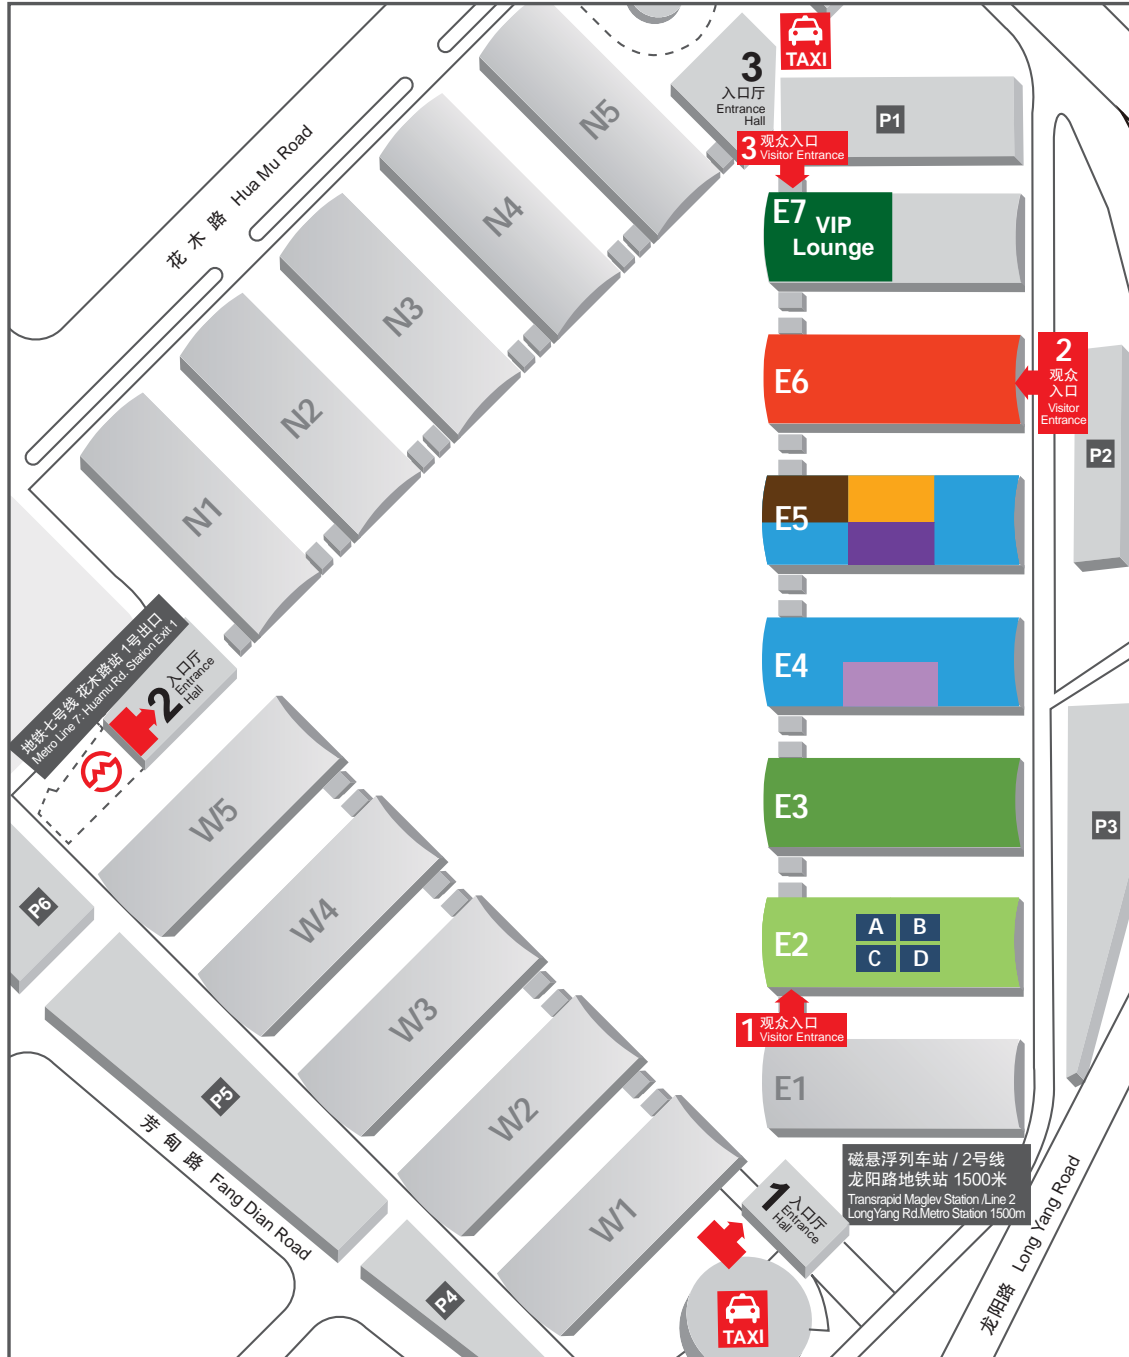 TAXI
3
入口厅
Entrance
Hall
P1
3 观众入口
Visitor Entrance
E7 VIP
Lounge
N5
N4
N3
N2
N1
花木路 Hua Mu Road
E6
2
观众
入口
Visitor
Entrance
P2
E5
E4
E3
P3
E2
A B
C D
1 观众入口
Visitor Entrance
E1
地铁七号线 花木路站 1号出口
Metro Line 7: Huamu Rd. Station Exit 1
2
入口厅
Entrance
Hall
W5
W4
W3
W2
W1
P6
P5
P4
芳甸路 Fang Dian Road
磁悬浮列车站 / 2号线
龙阳路地铁站 1500米
Transrapid Maglev Station /Line 2
LongYang Rd.Metro Station 1500m
1
入口厅
Entrance
Hall
TAXI
龙阳路 Long Yang Road